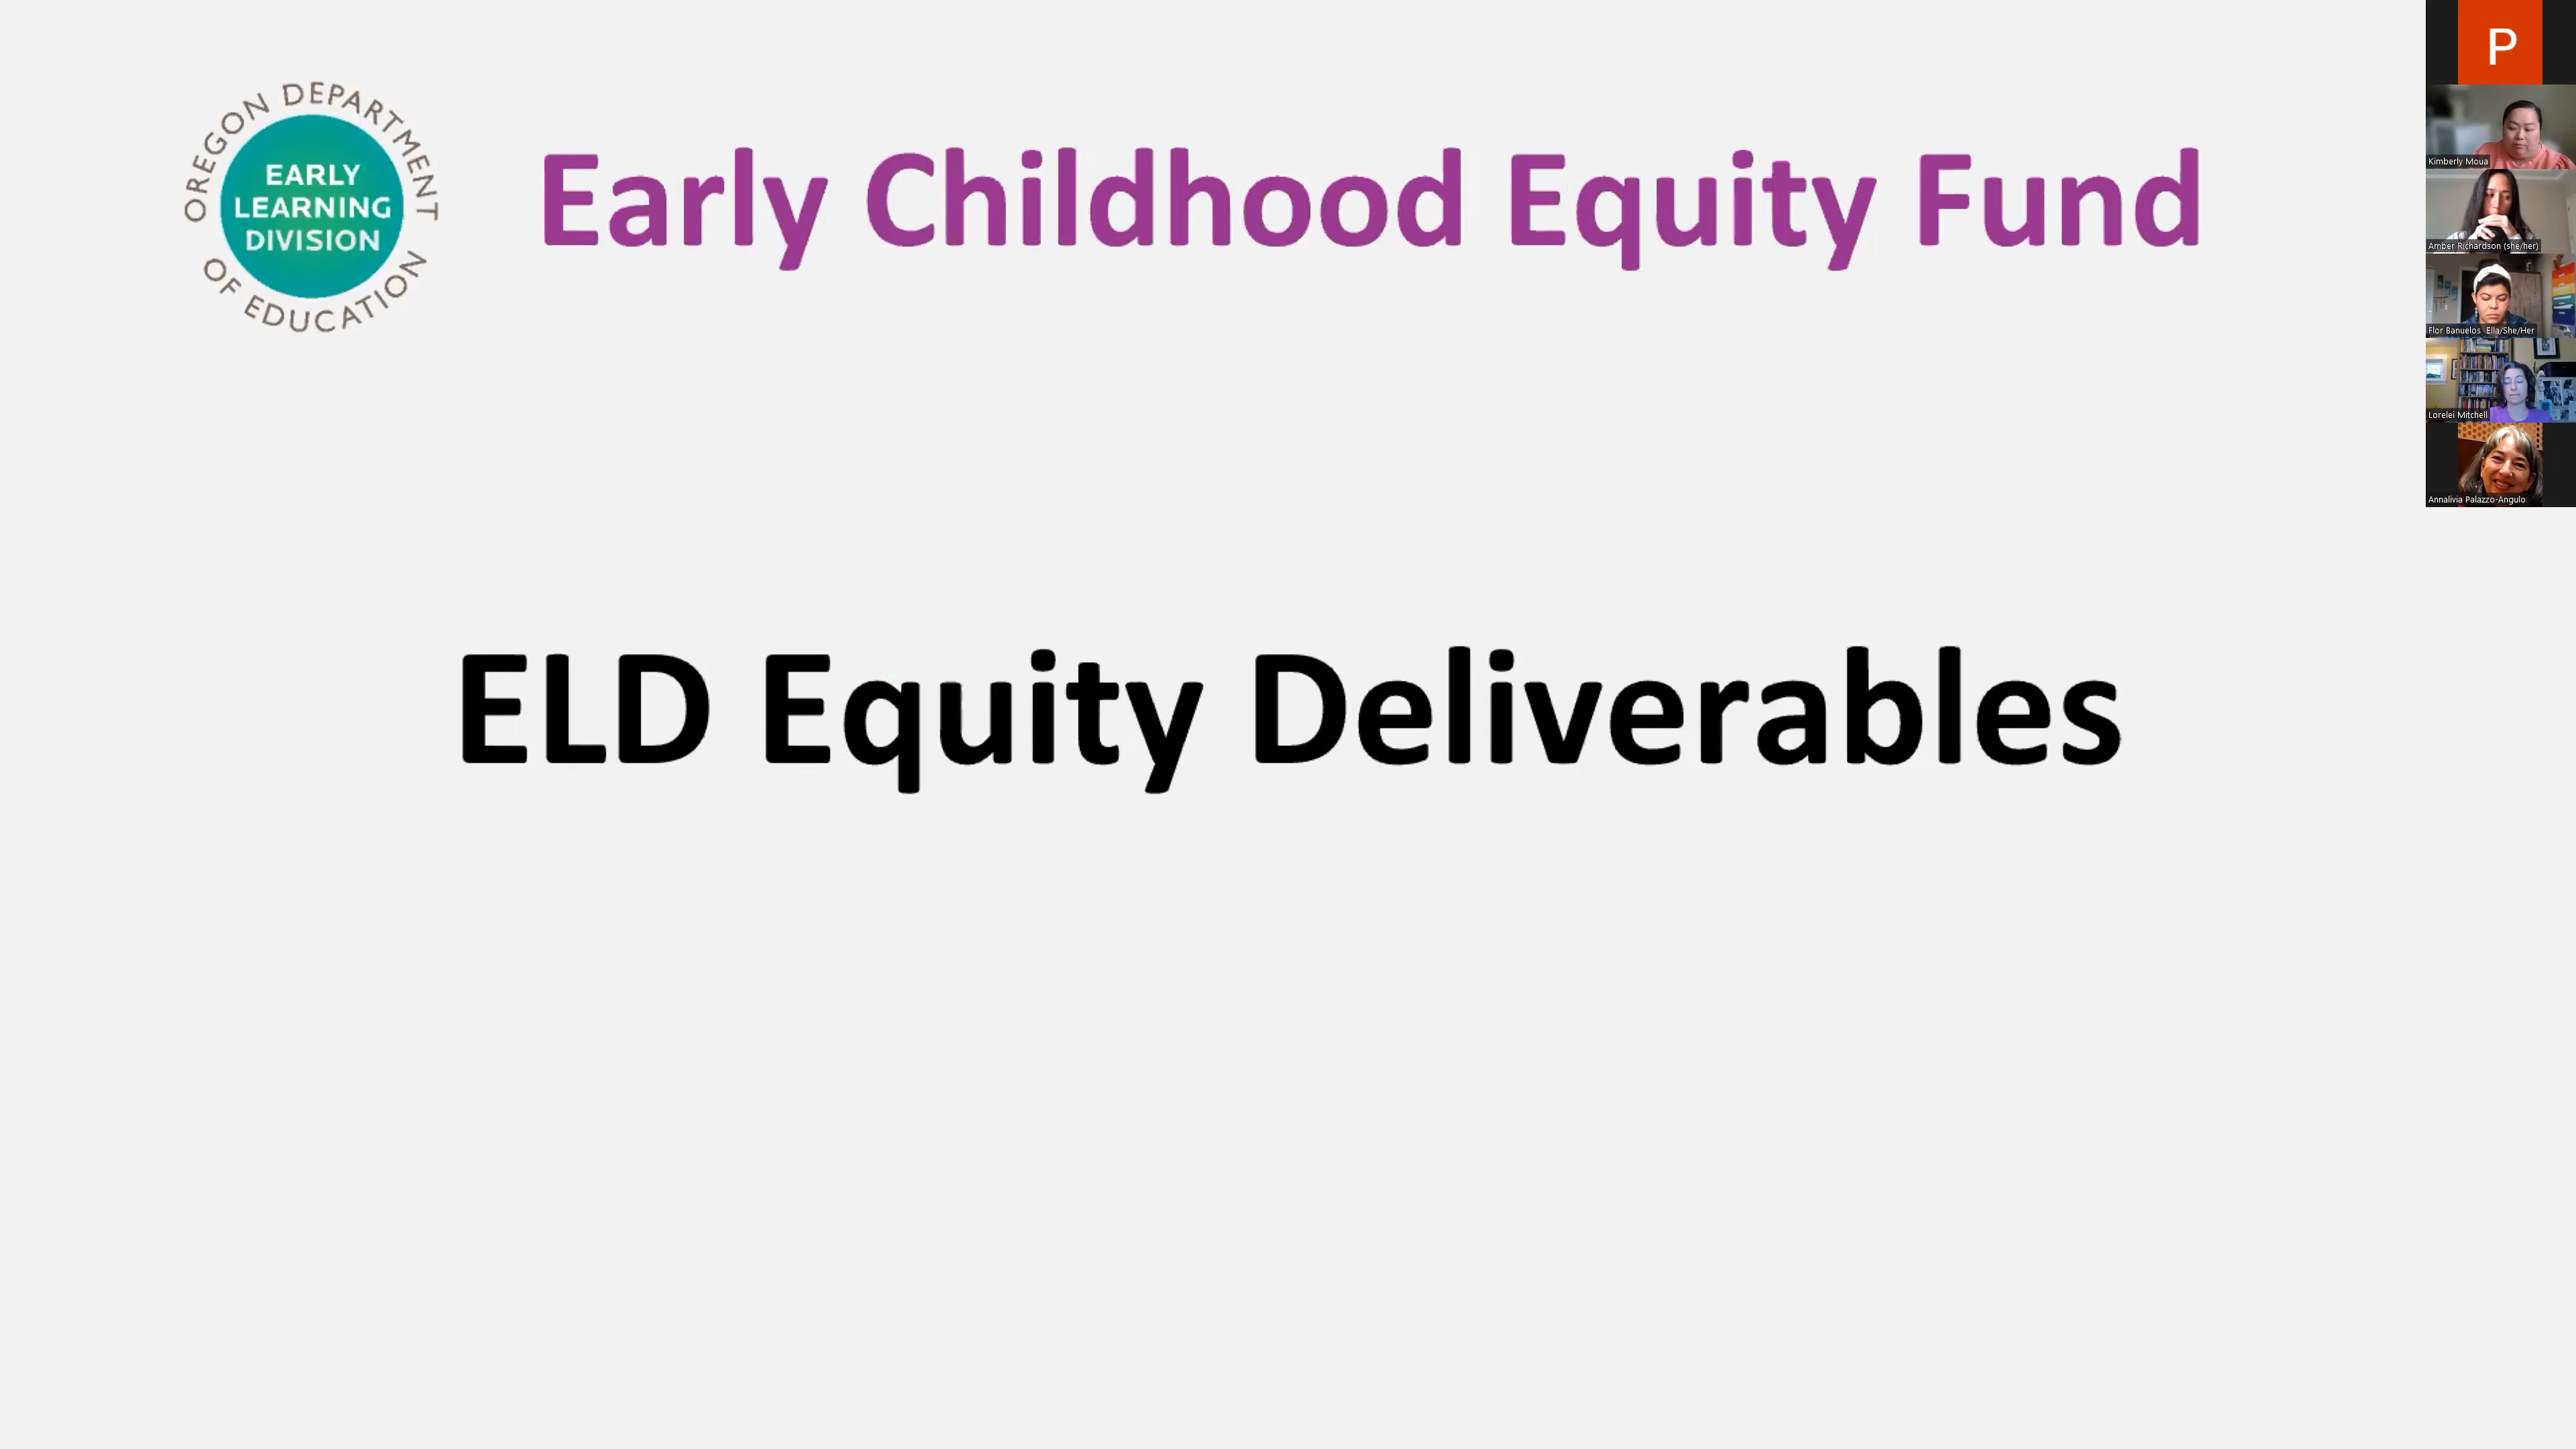 OREGON DEPARTMENT
OF EDUCATION
EARLY
LEARNING
DIVISION
Early Childhood Equity Fund
ELD Equity Deliverables
P
Kimberly Moua
Amber Richardson (she/her)
Flor Banuelos Ella/She/Her
Lorelei Mitchell
Annalivia Palazzo-Angulo